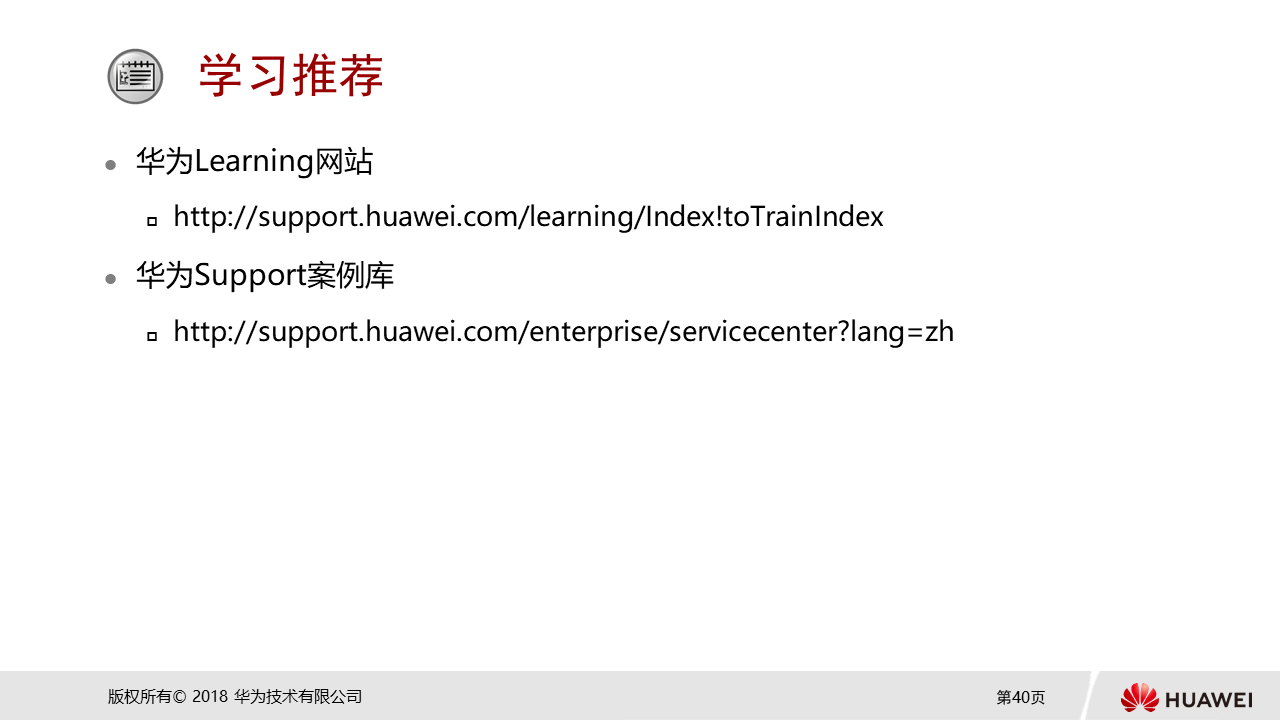 学习推荐
华为Learning网站
http://support.huawei.com/learning/Index!toTrainIndex
华为Support案例库
http://support.huawei.com/enterprise/servicecenter?lang=zh
版权所有© 2018 华为技术有限公司
第40页
HUAWEI